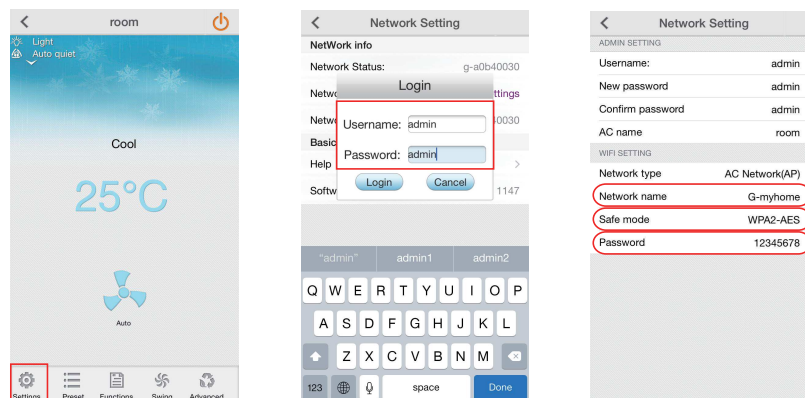 room
Light
Auto quiet
Cool
25°C
Auto
Settings
Preset
Functions
Swing
Advanced
Network Setting
NetWork info
Network Status:
g-a0b40030
Netwo
ttings
Netwo
40030
Basic
Help
Softw
1147
Login
Username: admin
Password: admin
Login
Cancel
"admin"
admin1
admin2
Q W E R T Y U I O P
A S D F G H J K L
Z X C V B N M
123
space
Done
Network Setting
ADMIN SETTING
Username: admin
New password admin
Confirm password admin
AC name room
WIFI SETTING
Network type AC Network(AP)
Network name G-myhome
Safe mode WPA2-AES
Password 12345678